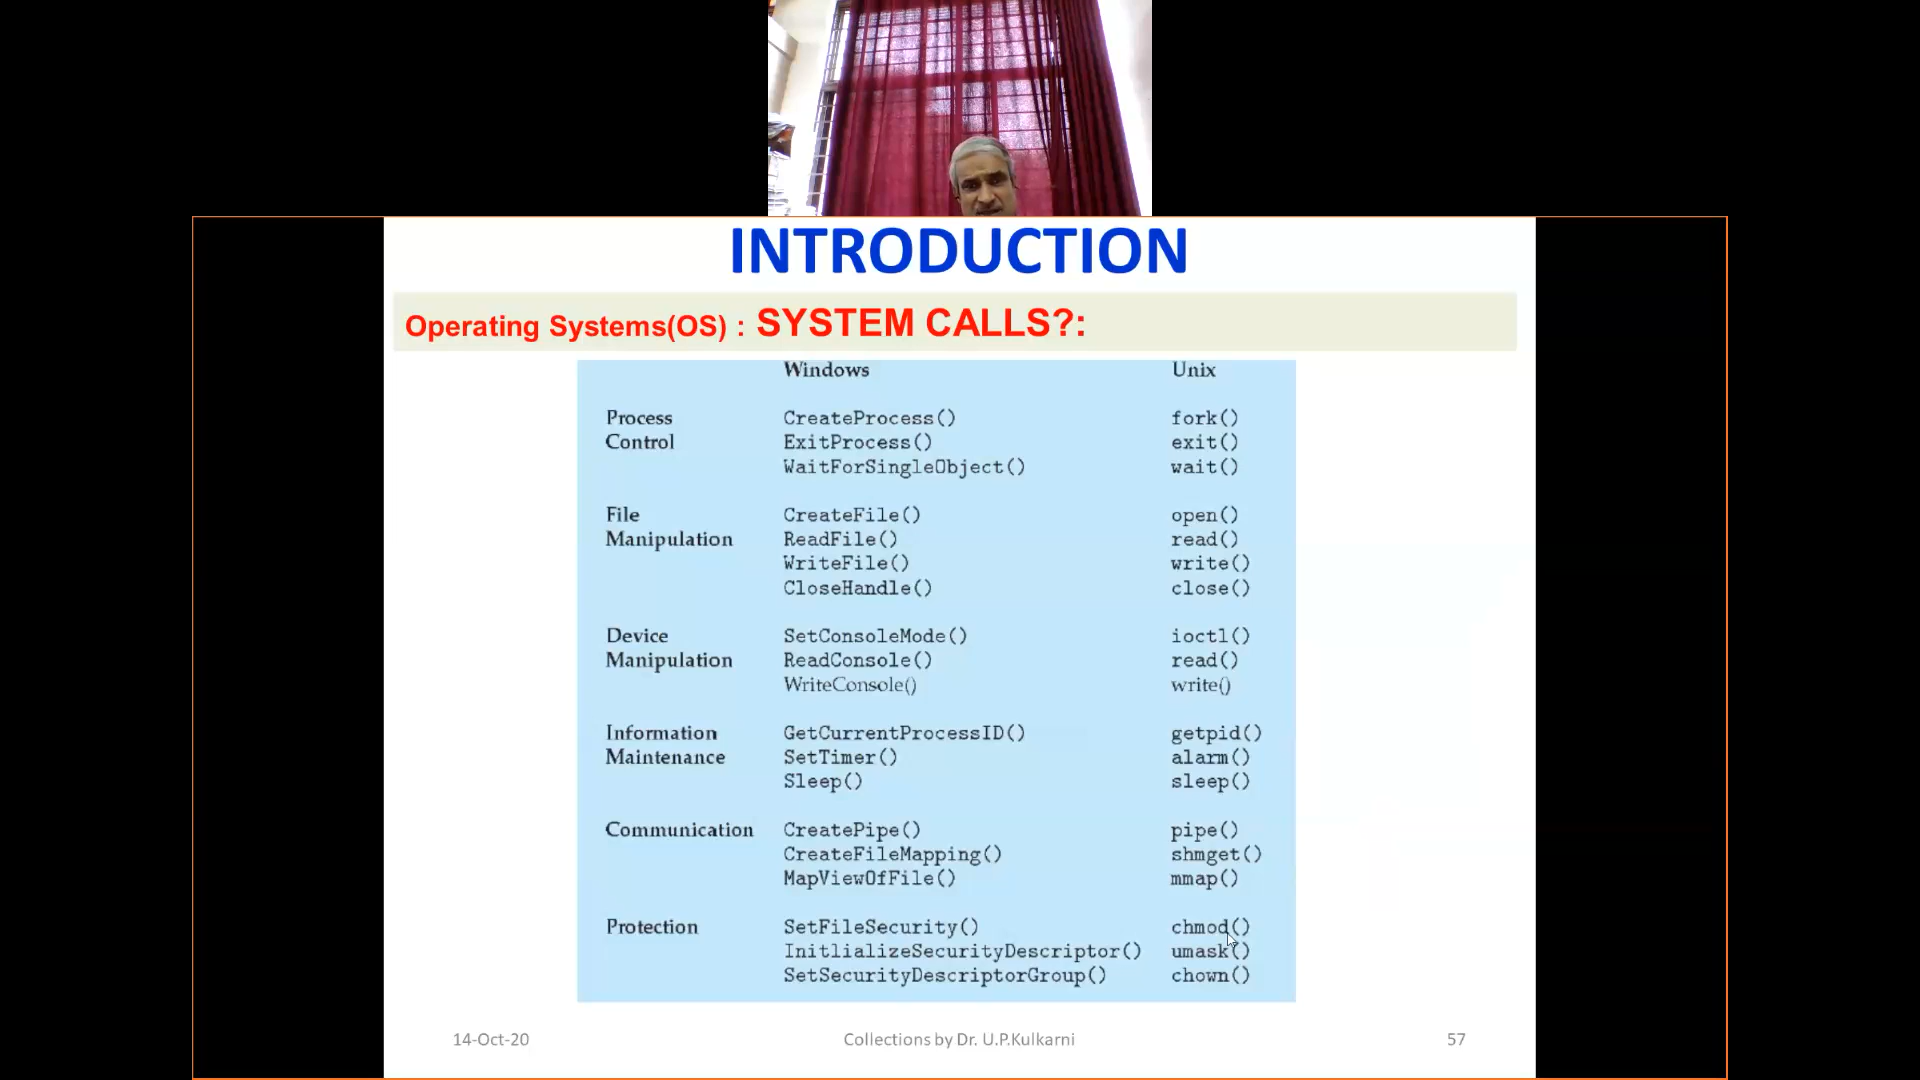 INTRODUCTION
Operating Systems(OS) : SYSTEM CALLS?:
Windows Unix
Process CreateProcess() fork()
Control ExitProcess() exit()
WaitForSingleObject() wait()
File CreateFile() open()
Manipulation ReadFile() read()
WriteFile() write()
CloseHandle() close()
Device SetConsoleMode() ioctl()
Manipulation ReadConsole() read()
WriteConsole() write()
Information GetCurrentProcessID() getpid()
Maintenance SetTimer() alarm()
Sleep() sleep()
Communication CreatePipe() pipe()
CreateFileMapping() shmget()
MapViewOfFile() mmap()
Protection SetFileSecurity() chmod()
InitlializeSecurityDescriptor() umask()
SetSecurityDescriptorGroup() chown()
14-Oct-20 Collections by Dr. U.P.Kulkarni 57